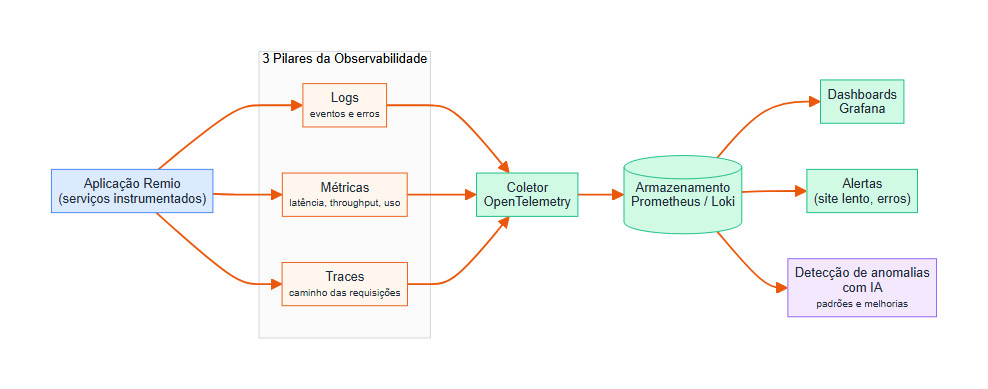 3 Pilares da Observabilidade
Logs
eventos e erros
Aplicação Remio
(serviços instrumentados)
Métricas
latência, throughput, uso
Traces
caminho das requisições
Coletor
OpenTelemetry
Armazenamento
Prometheus / Loki
Dashboards
Grafana
Alertas
(site lento, erros)
Detecção de anomalias
com IA
padrões e melhorias